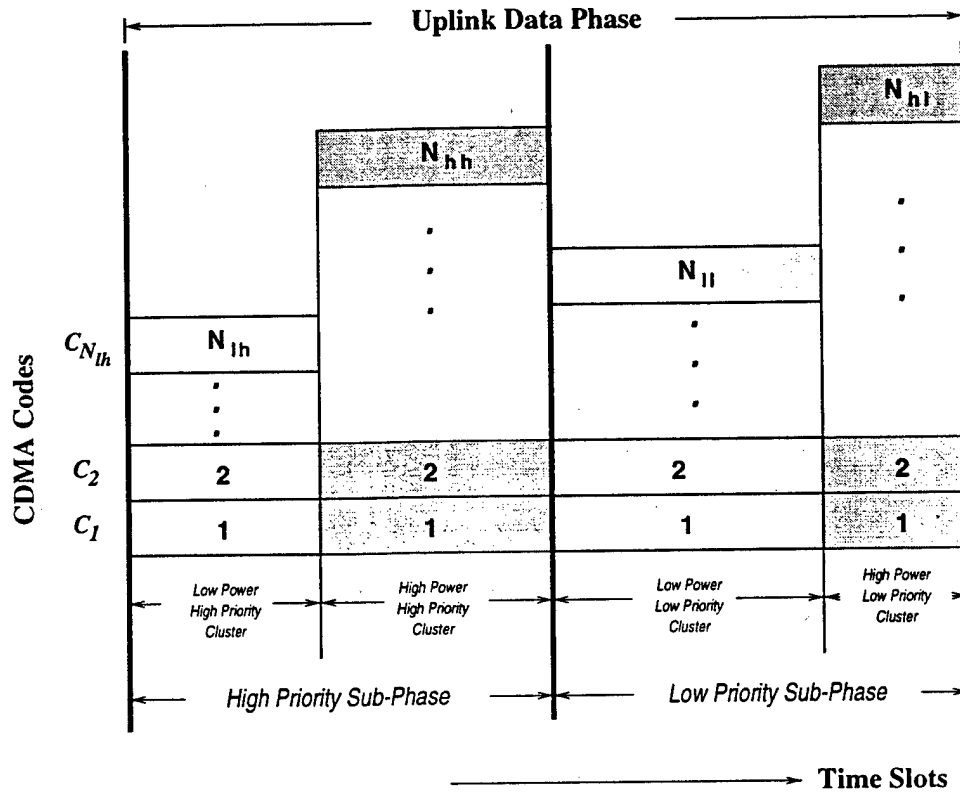 Uplink Data Phase
N hl
N hh
N ll
C N lh
N lh
CDMA Codes
C 2
2
2
2
2
C 1
1
1
1
1
Low Power
High Priority
Cluster
High Power
High Priority
Cluster
Low Power
Low Priority
Cluster
High Power
Low Priority
Cluster
High Priority Sub-Phase
Low Priority Sub-Phase
Time Slots